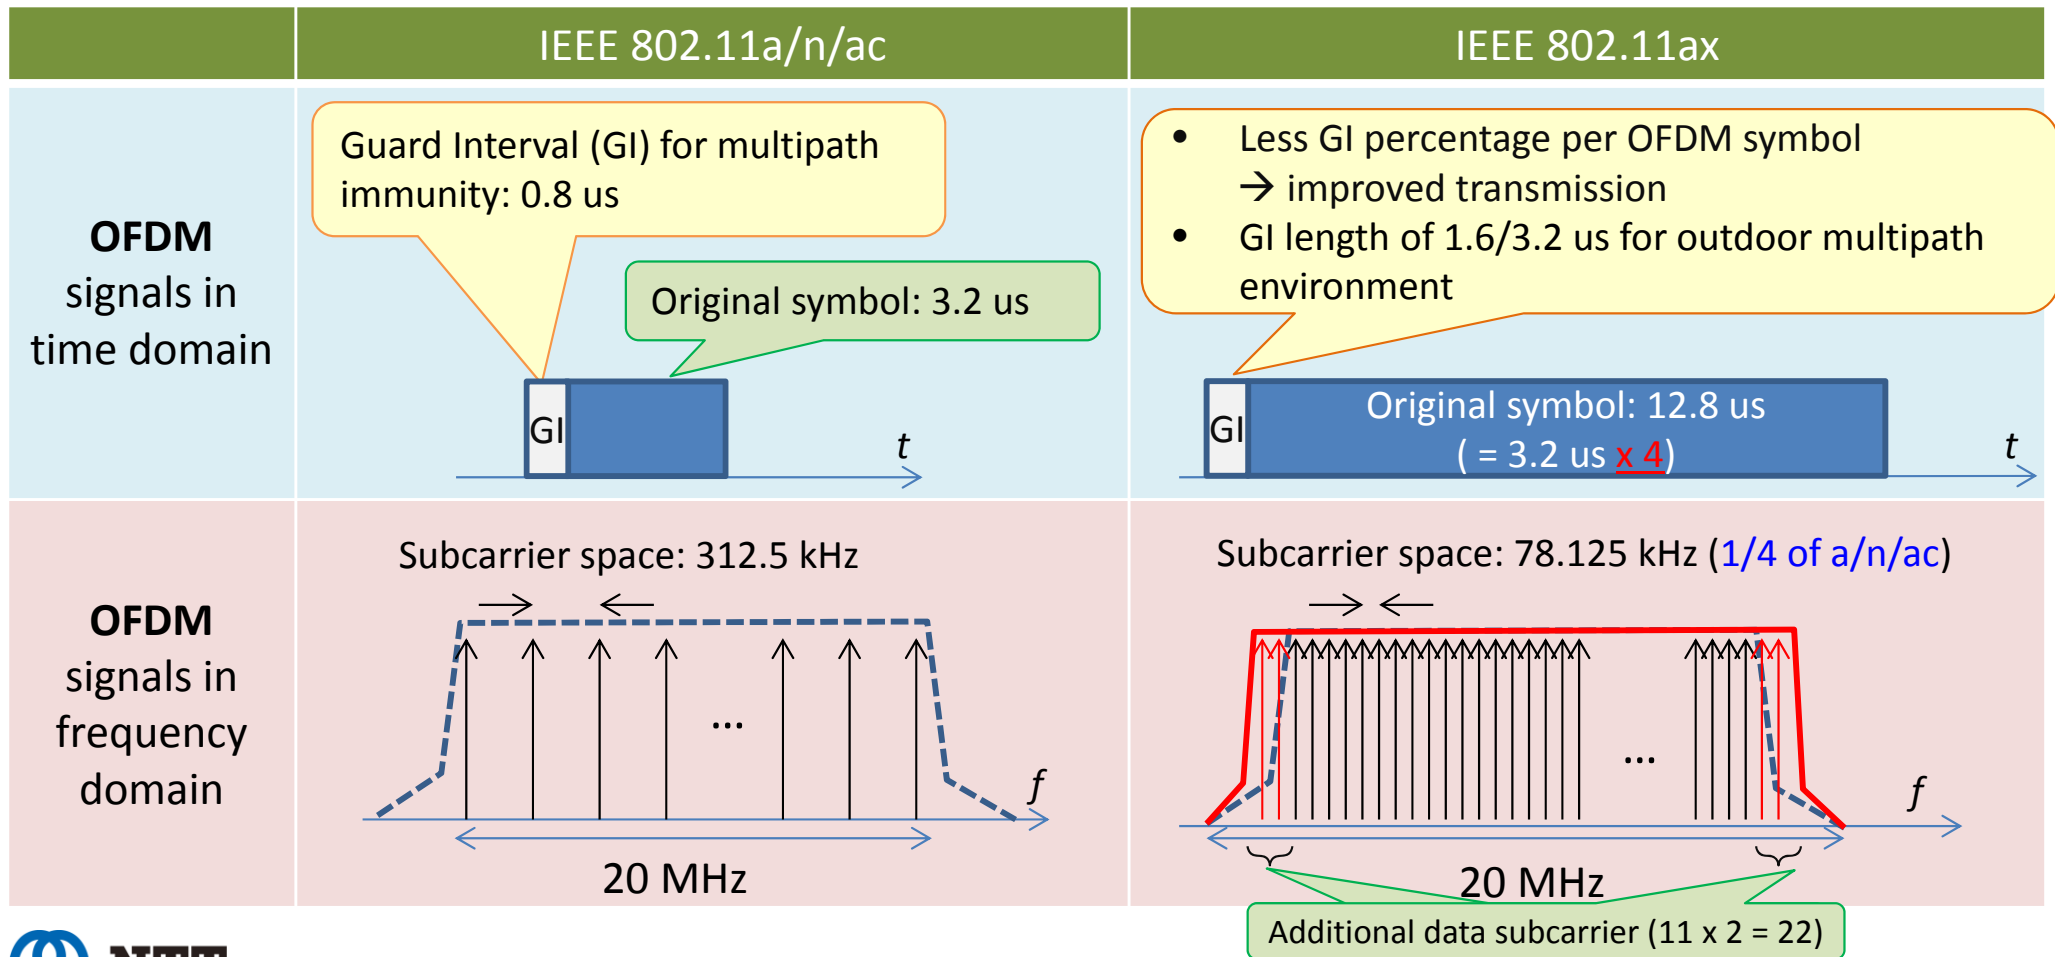 IEEE 802.11a/n/ac
IEEE 802.11ax
OFDM
signals in
time domain
Guard Interval (GI) for multipath
immunity: 0.8 us
Original symbol: 3.2 us
GI
t
• Less GI percentage per OFDM symbol
→ improved transmission
• GI length of 1.6/3.2 us for outdoor multipath
environment
GI
Original symbol: 12.8 us
( = 3.2 us x 4)
t
OFDM
signals in
frequency
domain
Subcarrier space: 312.5 kHz
...
f
20 MHz
Subcarrier space: 78.125 kHz (1/4 of a/n/ac)
...
f
20 MHz
Additional data subcarrier (11 x 2 = 22)
NTT